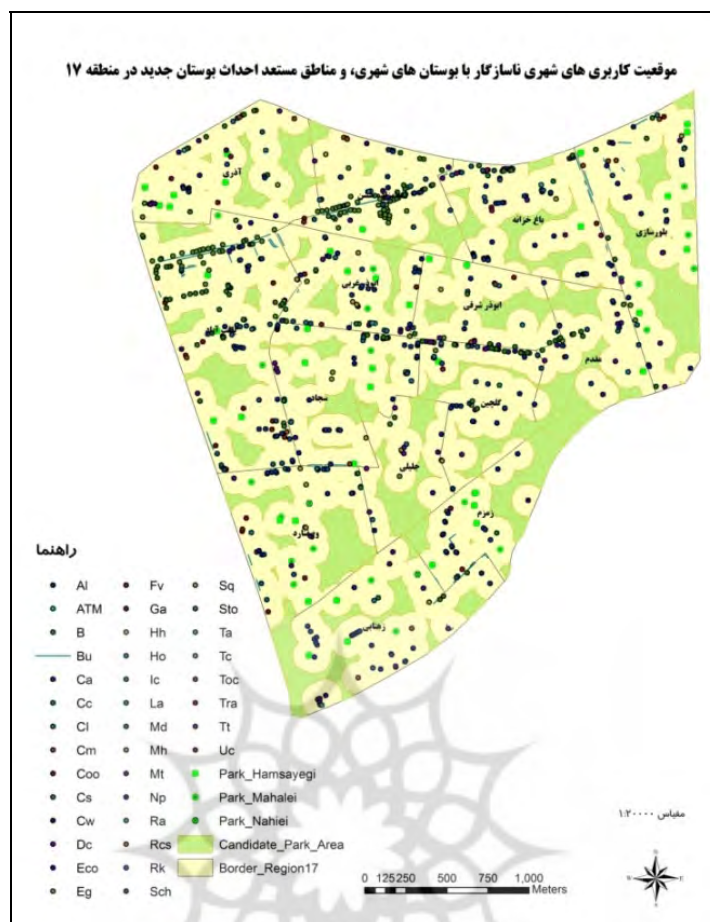 موقعیت کاربری های شهری ناسازگار با بوستان های شهری، و مناطق مستعد احداث بوستان جدید در منطقه ۱۷
آذری
باغ خزانه
بلورسازی
ابوذر غربی
ابوذر شرقی
مقدم
سجاد
گلچین
جلیلی
زمزم
زهتابی
راهنما
Al
ATM
B
Bu
Ca
Cc
Cl
Cm
Coo
Cs
Cw
Dc
Eco
Eg
Fv
Ga
Hh
Ho
Ic
La
Md
Mh
Mt
Np
Ra
Rcs
Rk
Sch
Sq
Sto
Ta
Tc
Toc
Tra
Tt
Uc
Park_Hamsayegi
Park_Mahalei
Park_Nahiei
Candidate_Park_Area
Border_Region17
مقیاس ۱:۲۰۰۰۰
0 125250 500 750 1,000
Meters